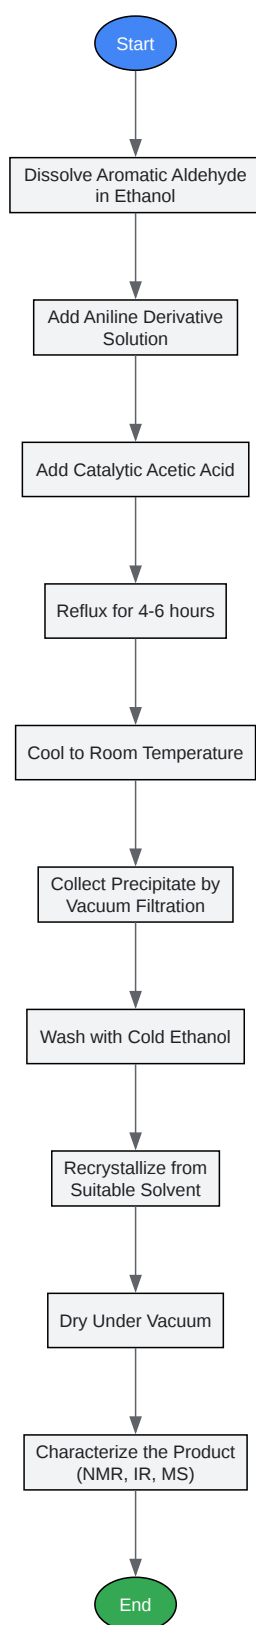 Start
Dissolve Aromatic Aldehyde
in Ethanol
Add Aniline Derivative
Solution
Add Catalytic Acetic Acid
Reflux for 4-6 hours
Cool to Room Temperature
Collect Precipitate by
Vacuum Filtration
Wash with Cold Ethanol
Recrystallize from
Suitable Solvent
Dry Under Vacuum
Characterize the Product
(NMR, IR, MS)
End